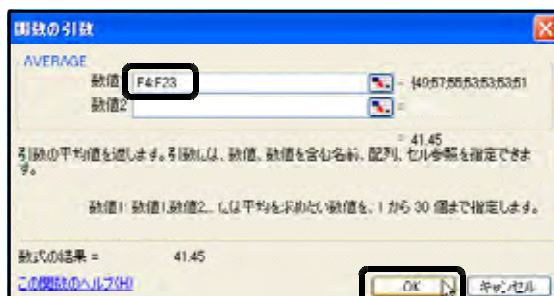 関数の引数
AVERAGE
数値1 F4:F23 = {49;57;55;53;53;53;51
数値2 =
= 41.45
引数の平均値を返します。引数には、数値、数値を含む名前、配列、セル参照を指定できま
す。
数値1: 数値1,数値2,... には平均を求めたい数値を、1 から 30 個まで指定します。
数式の結果 = 41.45
この関数のヘルプ(H)
OK キャンセル